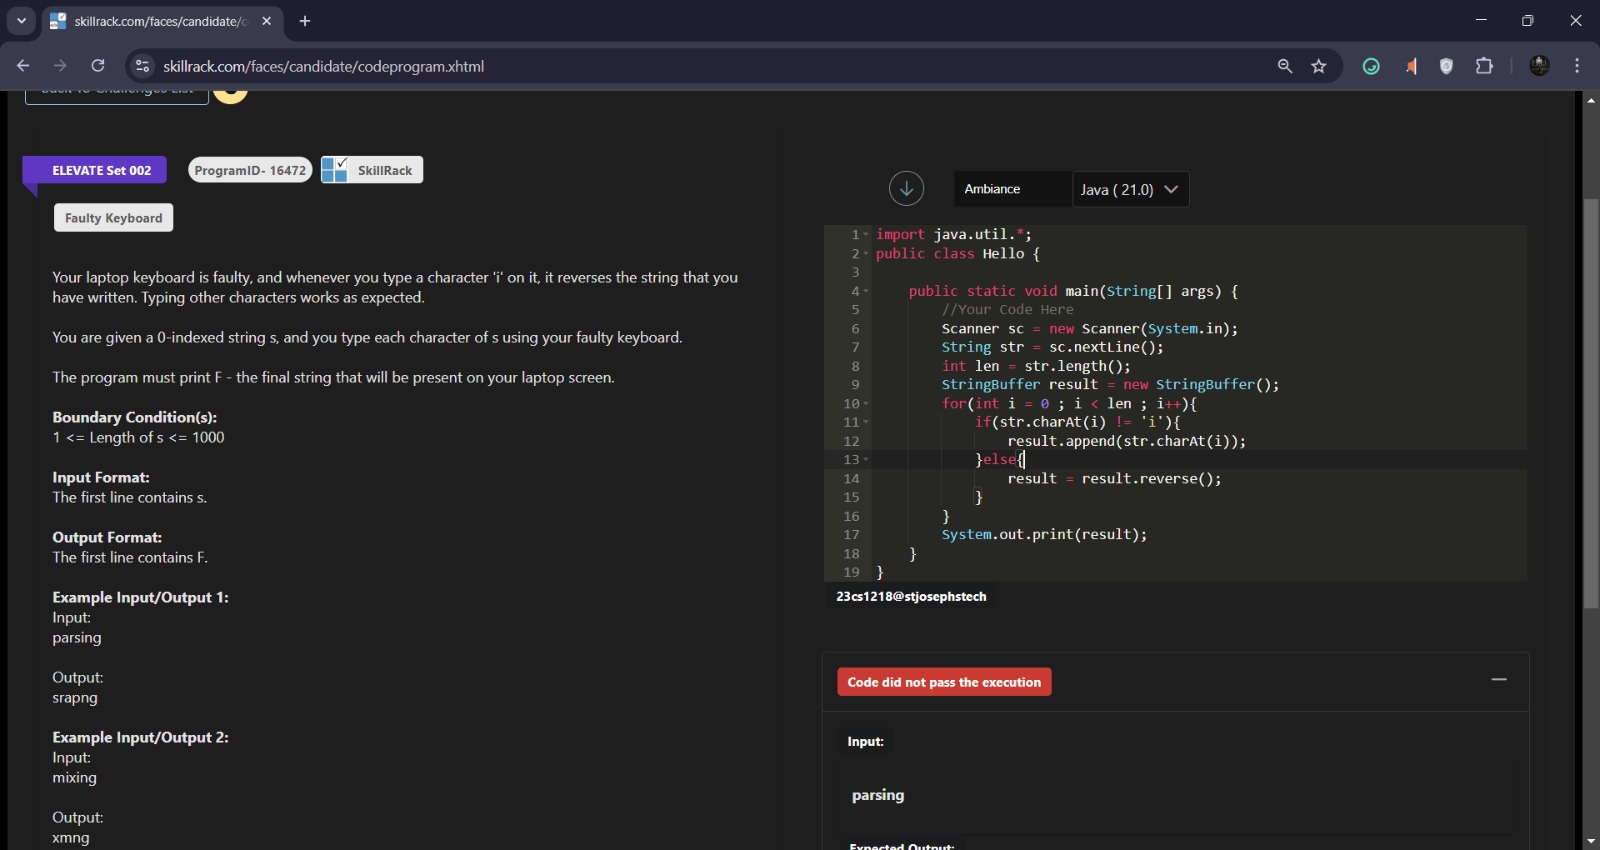 skillrack.com/faces/candidate/c
skillrack.com/faces/candidate/codeprogram.xhtml
Back To Challenges List
ELEVATE Set 002
ProgramID- 16472
SkillRack
Faulty Keyboard
Your laptop keyboard is faulty, and whenever you type a character 'i' on it, it reverses the string that you
have written. Typing other characters works as expected.
You are given a 0-indexed string s, and you type each character of s using your faulty keyboard.
The program must print F - the final string that will be present on your laptop screen.
Boundary Condition(s):
1 <= Length of s <= 1000
Input Format:
The first line contains s.
Output Format:
The first line contains F.
Example Input/Output 1:
Input:
parsing
Output:
srapng
Example Input/Output 2:
Input:
mixing
Output:
xmng
Ambiance
Java ( 21.0)
1 import java.util.*;
2 public class Hello {
3
4 public static void main(String[] args) {
5 //Your Code Here
6 Scanner sc = new Scanner(System.in);
7 String str = sc.nextLine();
8 int len = str.length();
9 StringBuffer result = new StringBuffer();
10 for(int i = 0 ; i < len ; i++){
11 if(str.charAt(i) != 'i'){
12 result.append(str.charAt(i));
13 }else{
14 result = result.reverse();
15 }
16 }
17 System.out.print(result);
18 }
19 }
23cs1218@stjosephstech
Code did not pass the execution
Input:
parsing
Expected Output: